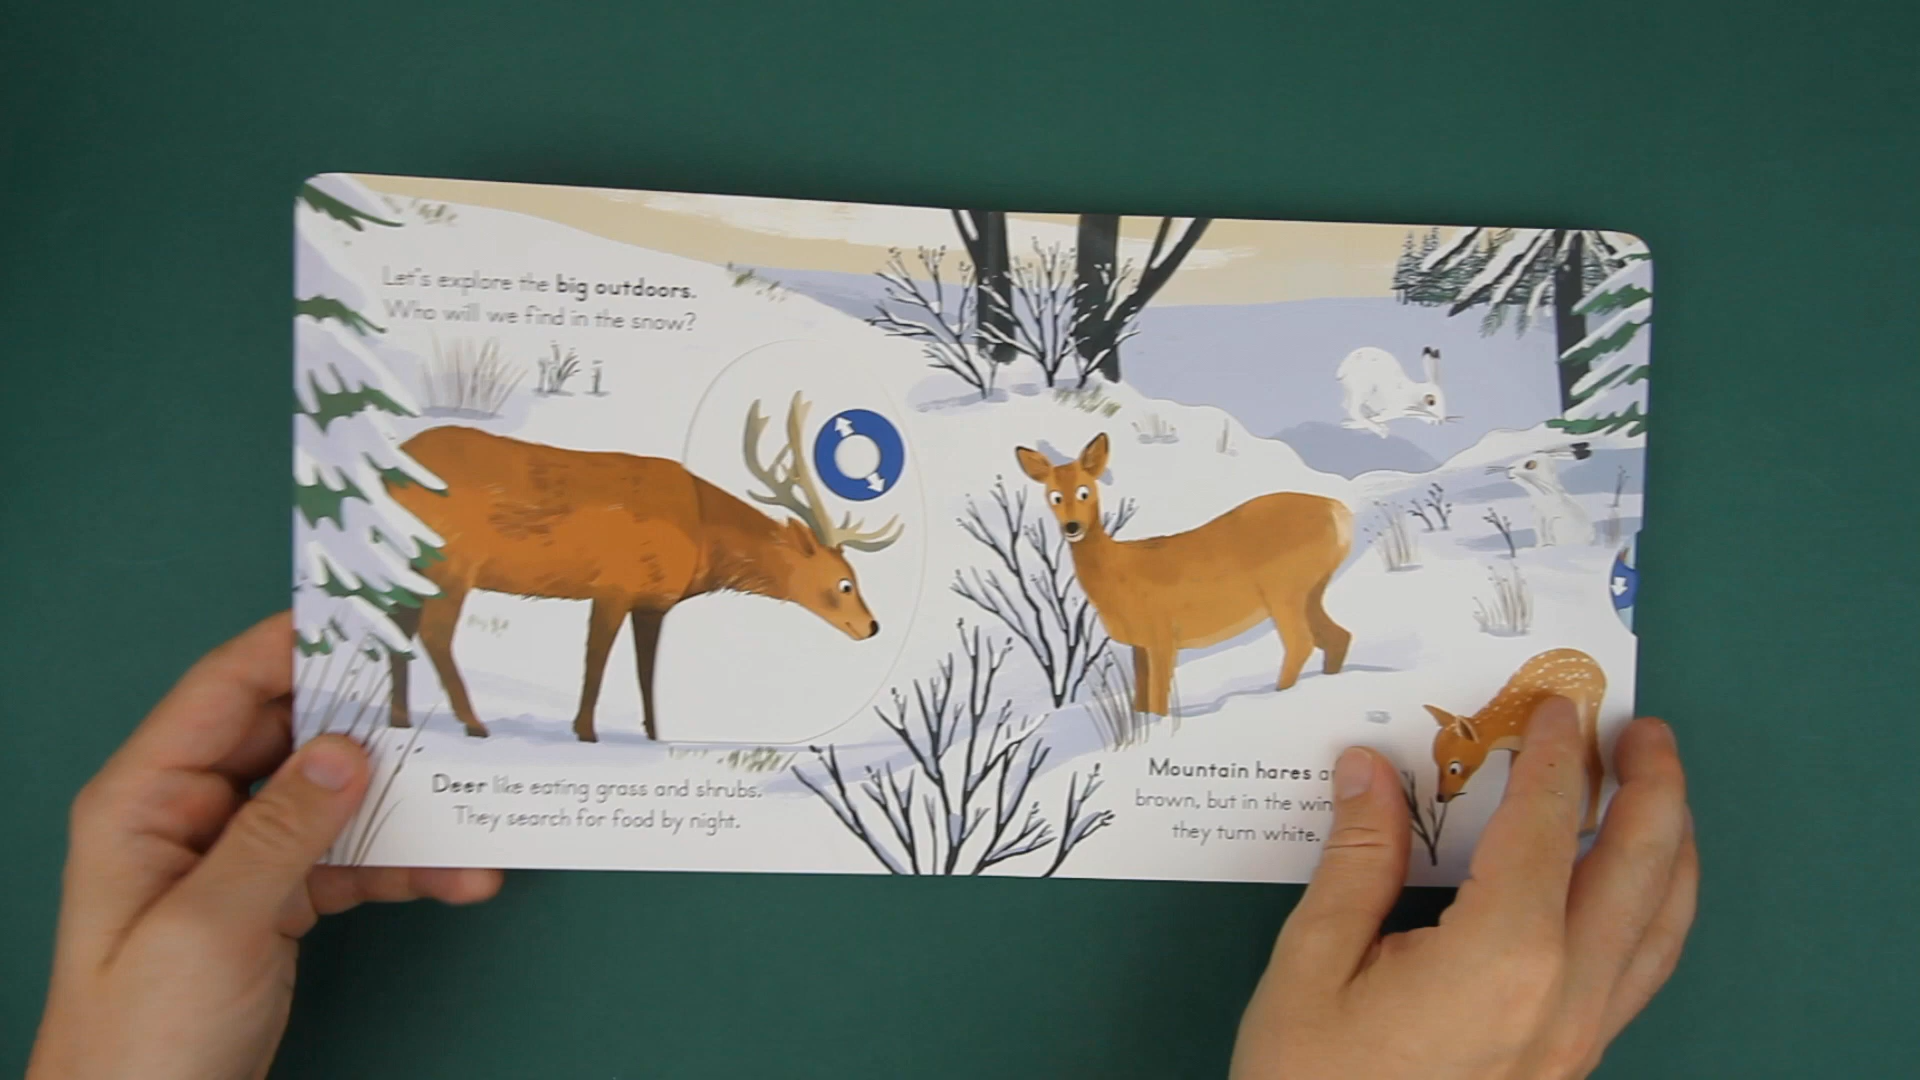 Let's explore the big outdoors.
Who will we find in the snow?
Deer like eating grass and shrubs.
They search for food by night.
Mountain hares
brown, but in the
they turn white.